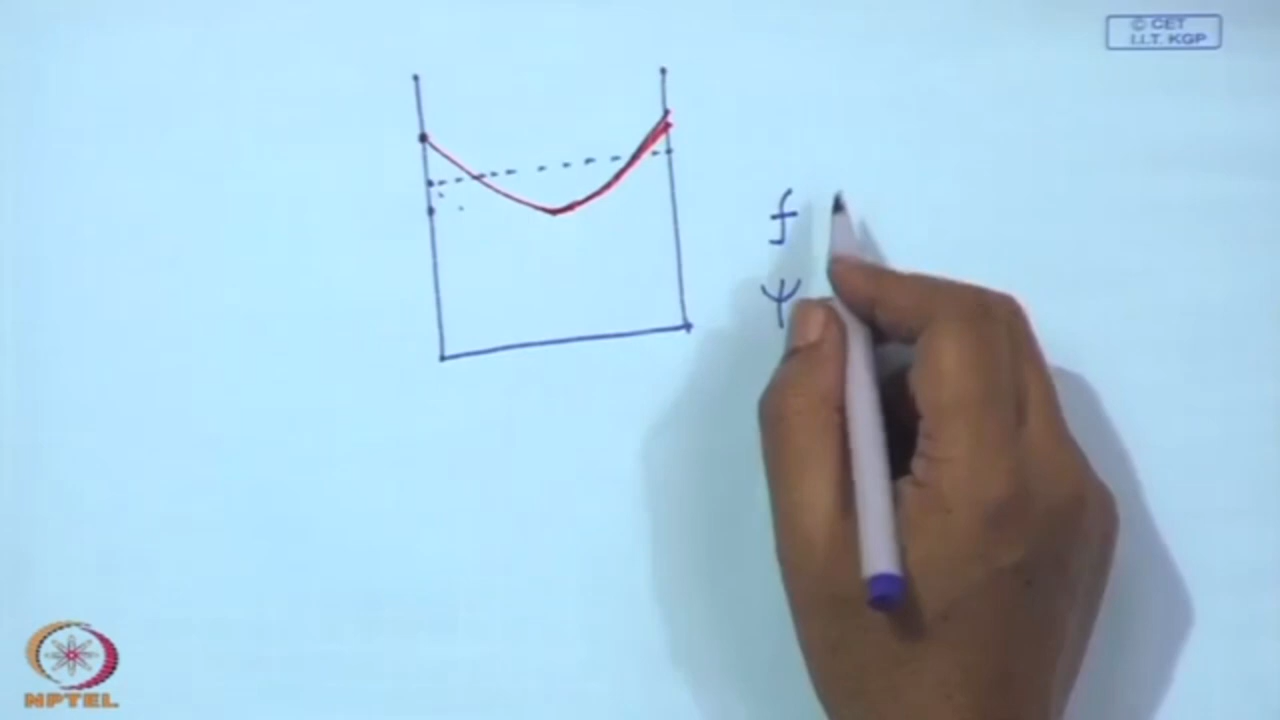 © CET
I.I.T. KGP
f
ψ
NPTEL